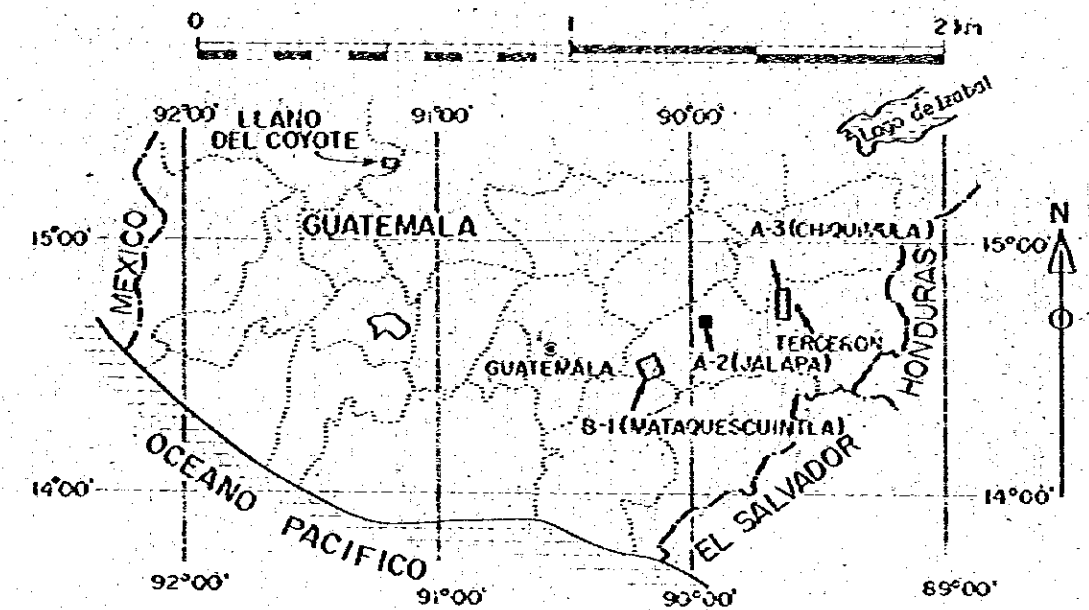 0 1 2 km
92°00' 91°00' 90°00'
Lago de Izabal
LLANO
DEL COYOTE
GUATEMALA
MEXICO
N
15°00'
A-3 (CHIQUIMULA)
15°00'
HONDURAS
TERCERON
GUATEMALA
A-2 (JALAPA)
B-1 (MATAQUESCUINTLA)
14°00'
14°00'
OCEANO PACIFICO
EL SALVADOR
92°00' 91°00' 90°00' 89°00'